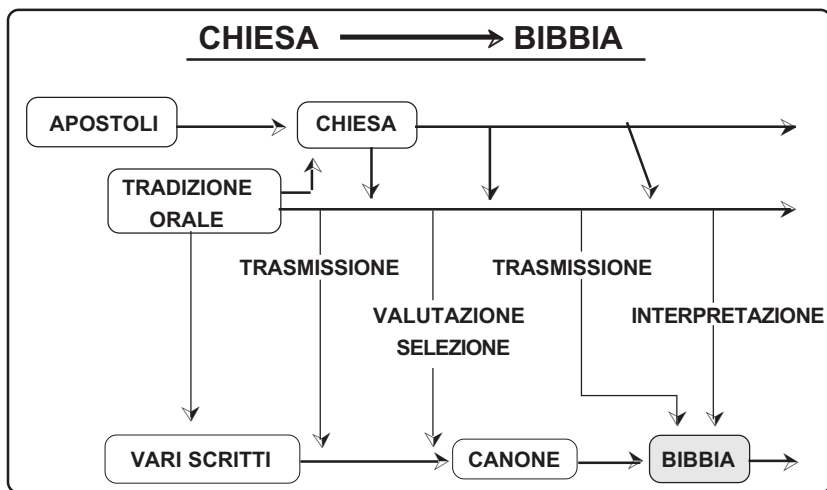 CHIESA BIBBIA
APOSTOLI
CHIESA
TRADIZIONE
ORALE
TRASMISSIONE
TRASMISSIONE
VALUTAZIONE
SELEZIONE
INTERPRETAZIONE
VARI SCRITTI
CANONE
BIBBIA